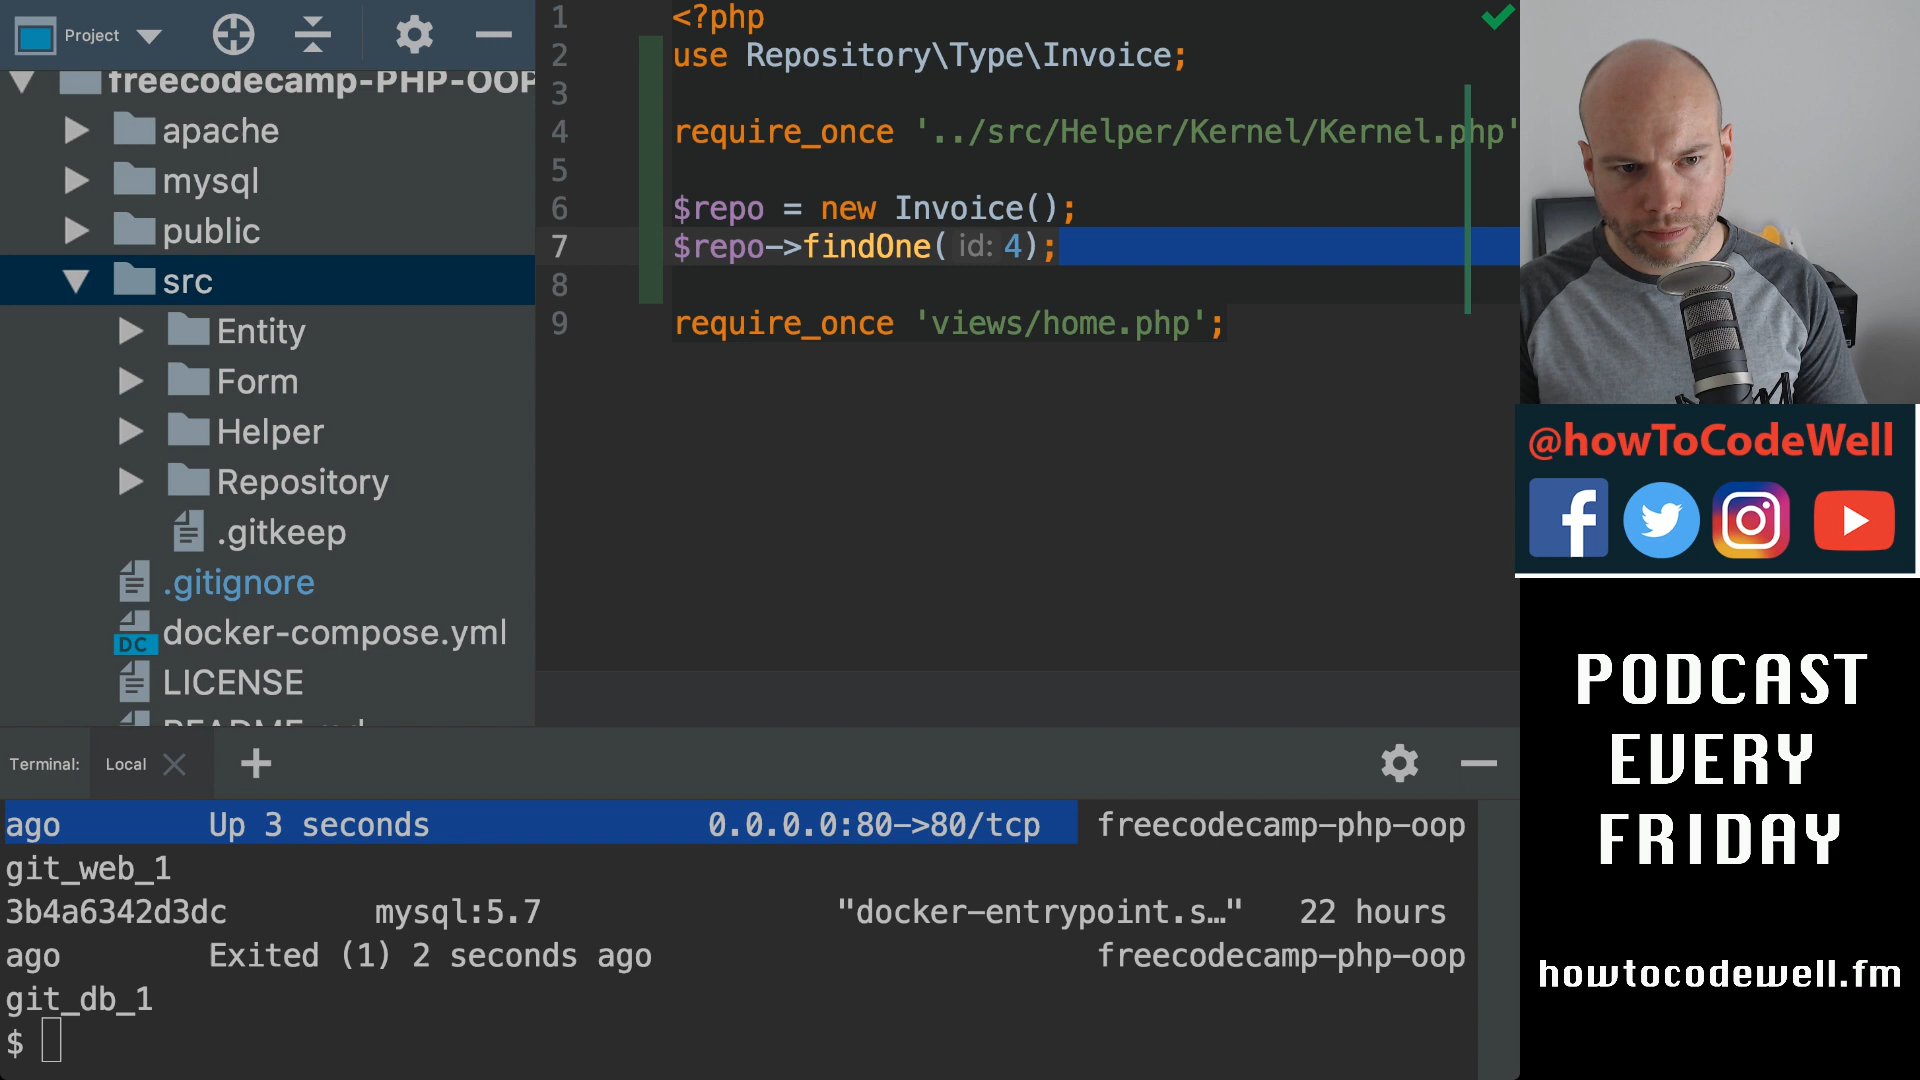 Project
freecodecamp-PHP-OOP
apache
mysql
public
src
Entity
Form
Helper
Repository
.gitkeep
.gitignore
docker-compose.yml
LICENSE
1 <?php
2 use Repository\Type\Invoice;
3
4 require_once '../src/Helper/Kernel/Kernel.php'
5
6 $repo = new Invoice();
7 $repo->findOne( id: 4);
8
9 require_once 'views/home.php';
@howToCodeWell
PODCAST
EVERY
FRIDAY
howtocodewell.fm
Terminal: Local
ago Up 3 seconds 0.0.0.0:80->80/tcp freecodecamp-php-oop
git_web_1
3b4a6342d3dc mysql:5.7 "docker-entrypoint.s…" 22 hours
ago Exited (1) 2 seconds ago freecodecamp-php-oop
git_db_1
$